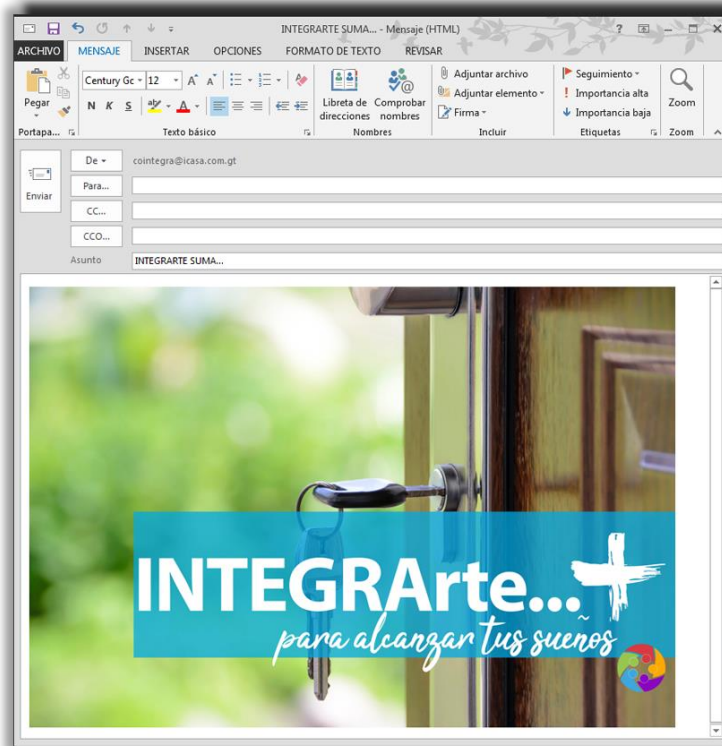 INTEGRARTE SUMA... - Mensaje (HTML)
ARCHIVO MENSAJE INSERTAR OPCIONES FORMATO DE TEXTO REVISAR
Pegar
Portapa...
Century Gc 12
N K S
Texto básico
Libreta de direcciones
Comprobar nombres
Nombres
Adjuntar archivo
Adjuntar elemento
Firma
Incluir
Seguimiento
Importancia alta
Importancia baja
Etiquetas
Zoom
Zoom
Enviar
De cointegra@icasa.com.gt
Para...
CC...
CCO...
Asunto INTEGRARTE SUMA...
INTEGRArte...+
para alcanzar tus sueños